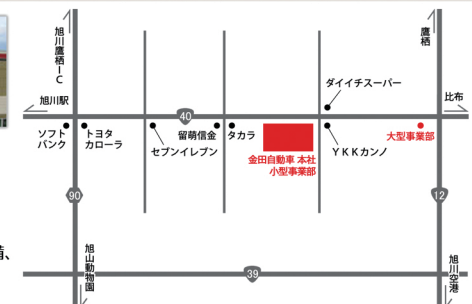 旭川鷹栖IC
鷹栖
旭川駅
ダイイチスーパー
比布
40
ソフト
バンク
トヨタ
カローラ
セブンイレブン
留萌信金
タカラ
金田自動車 本社
小型事業部
YKKカンノ
大型事業部
90
12
備、
旭山動物園
39
旭川空港